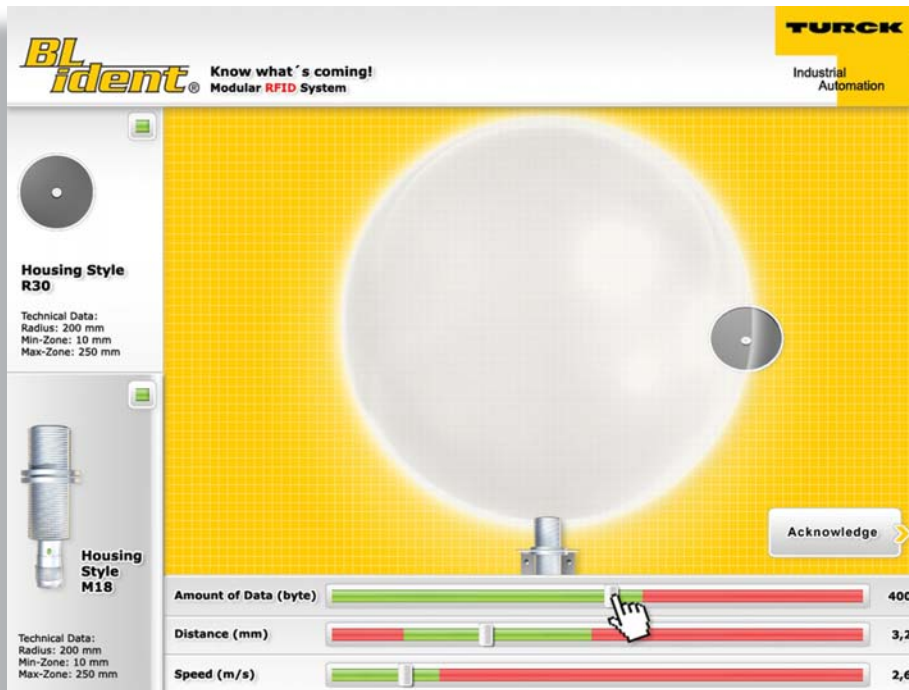 TURCK
Industrial
Automation
BL
ident®
Know what´s coming!
Modular RFID System
Housing Style
R30
Technical Data:
Radius: 200 mm
Min-Zone: 10 mm
Max-Zone: 250 mm
Housing
Style
M18
Technical Data:
Radius: 200 mm
Min-Zone: 10 mm
Max-Zone: 250 mm
Acknowledge
Amount of Data (byte) 400
Distance (mm) 3,2
Speed (m/s) 2,6